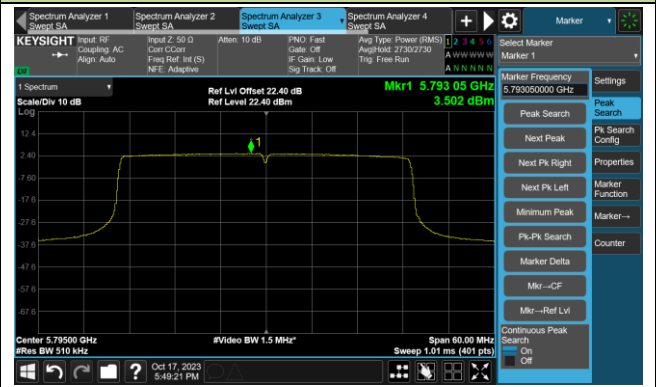 Spectrum Analyzer 1
Swept SA
Spectrum Analyzer 2
Swept SA
Spectrum Analyzer 3
Swept SA
Spectrum Analyzer 4
Swept SA
+
Marker
KEYSIGHT
Input: RF
Coupling: AC
Align: Auto
Input Z: 50 Ω
Corr CCorr
Freq Ref: Int (S)
NFE: Adaptive
Atten: 10 dB
PNO: Fast
Gate: Off
IF Gain: Low
Sig Track: Off
Avg Type: Power (RMS)
Avg|Hold: 2730/2730
Trig: Free Run
1 2 3 4 5 6
A W W W W W
A N N N N N
Select Marker
Marker 1
LXI
1 Spectrum
Scale/Div 10 dB
Log
Ref Lvl Offset 22.40 dB
Ref Level 22.40 dBm
Mkr1 5.793 05 GHz
3.502 dBm
1
12.4
2.40
-7.60
-17.6
-27.6
-37.6
-47.6
-57.6
-67.6
Center 5.79500 GHz
#Res BW 510 kHz
#Video BW 1.5 MHz*
Span 60.00 MHz
Sweep 1.01 ms (401 pts)
Marker Frequency
5.793050000 GHz
Peak Search
Next Peak
Next Pk Right
Next Pk Left
Minimum Peak
Pk-Pk Search
Marker Delta
Mkr→CF
Mkr→Ref Lvl
Continuous Peak
Search
On
Off
Settings
Peak
Search
Pk Search
Config
Properties
Marker
Function
Marker→
Counter
?
Oct 17, 2023
5:49:21 PM